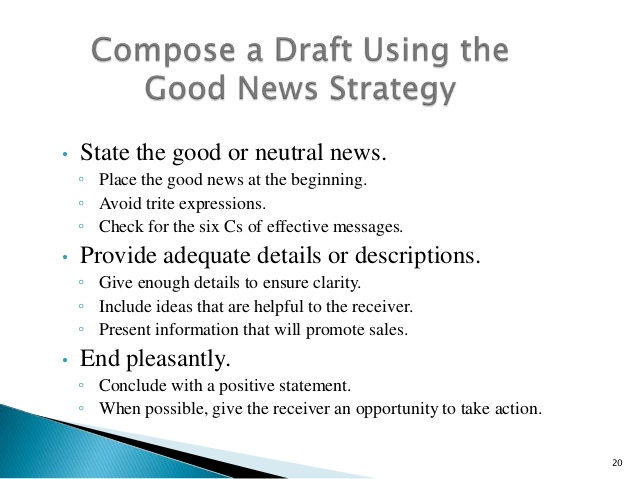 Compose a Draft Using the
Good News Strategy
• State the good or neutral news.
▫ Place the good news at the beginning.
▫ Avoid trite expressions.
▫ Check for the six Cs of effective messages.
• Provide adequate details or descriptions.
▫ Give enough details to ensure clarity.
▫ Include ideas that are helpful to the receiver.
▫ Present information that will promote sales.
• End pleasantly.
▫ Conclude with a positive statement.
▫ When possible, give the receiver an opportunity to take action.
20